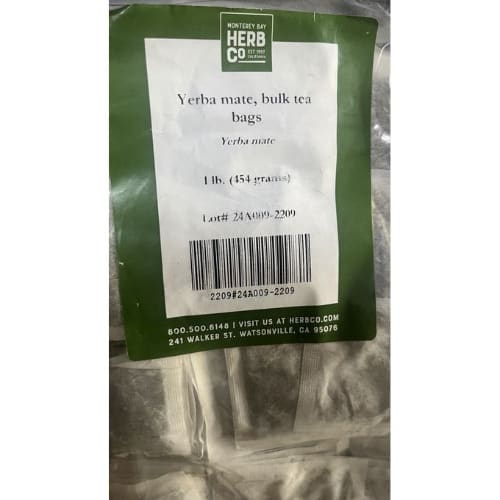 MONTEREY BAY
HERB
CO
EST 1997
CALIFORNIA
Yerba mate, bulk tea
bags
Yerba mate
1 lb. (454 grams)
Lot# 24A009-2209
2209#24A009-2209
800.500.6148 | VISIT US AT HERBCO.COM
241 WALKER ST. WATSONVILLE, CA 95076